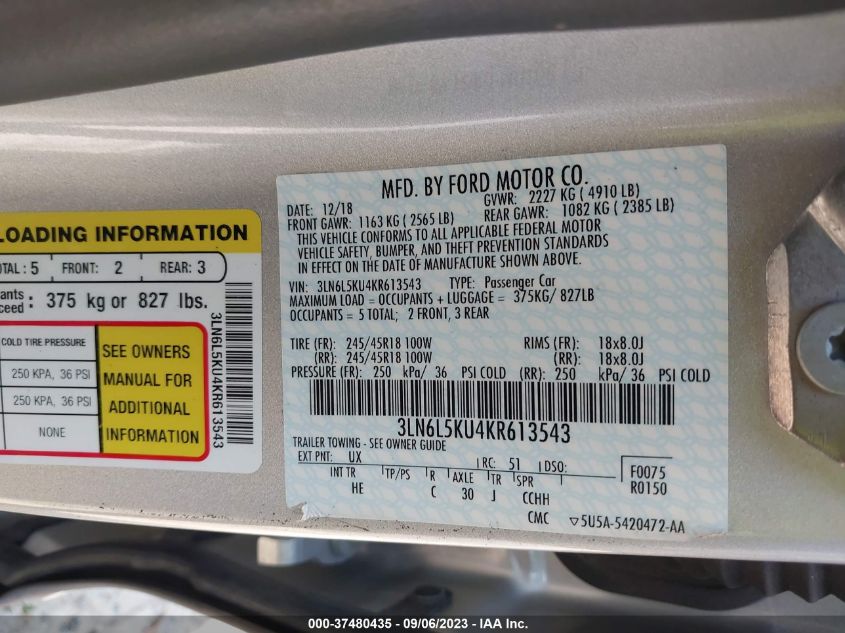 LOADING INFORMATION
TOTAL : 5 FRONT: 2 REAR: 3
375 kg or 827 lbs.
COLD TIRE PRESSURE
250 KPA, 36 PSI
250 KPA, 36 PSI
NONE
SEE OWNERS
MANUAL FOR
ADDITIONAL
INFORMATION
3LN6L5KU4KR613543
MFD. BY FORD MOTOR CO.
DATE: 12/18 GVWR: 2227 KG ( 4910 LB)
FRONT GAWR: 1163 KG ( 2565 LB) REAR GAWR: 1082 KG ( 2385 LB)
THIS VEHICLE CONFORMS TO ALL APPLICABLE FEDERAL MOTOR
VEHICLE SAFETY, BUMPER, AND THEFT PREVENTION STANDARDS
IN EFFECT ON THE DATE OF MANUFACTURE SHOWN ABOVE.
VIN: 3LN6L5KU4KR613543 TYPE: Passenger Car
MAXIMUM LOAD = OCCUPANTS + LUGGAGE = 375KG/ 827LB
OCCUPANTS = 5 TOTAL; 2 FRONT, 3 REAR
TIRE (FR): 245/45R18 100W RIMS (FR): 18x8.0J
(RR): 245/45R18 100W (RR): 18x8.0J
PRESSURE (FR): 250 kPa/ 36 PSI COLD (RR): 250 kPa/ 36 PSI COLD
3LN6L5KU4KR613543
TRAILER TOWING - SEE OWNER GUIDE
EXT PNT: UX RC: 51 DSO: F0075
INT TR TP/PS R AXLE TR SPR R0150
HE C 30 J CCHH
CMC ▽5U5A-5420472-AA
000-37480435 - 09/06/2023 - IAA Inc.